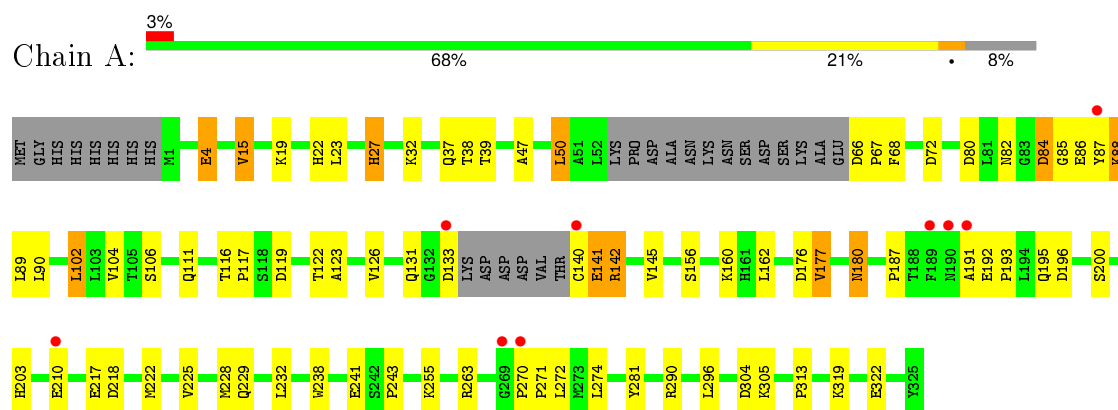 3%
Chain A:
68% 21% • 8%
MET GLY HIS HIS HIS HIS HIS HIS M1 E4 V15 K19 H22 L23 H27 K32 Q37 T38 T39 A47 L50 A51 L52 LYS PRO ASP ALA ASN LYS ASN SER ASP SER LYS ALA GLU D66 P67 F68 D72 D80 L81 N82 G83 D84 G85 E86 Y87 K88
L89 L90 L102 L103 V104 T105 S106 Q111 T116 P117 S118 D119 T122 A123 V126 Q131 G132 D133 LYS ASP ASP ASP VAL THR C140 E141 R142 V145 S156 K160 H161 L162 D176 V177 N180 P187 T188 F189 N190 A191 E192 P193 L194 Q195 D196 S200
H203 E210 E217 D218 M222 V225 M228 Q229 L232 W238 E241 S242 P243 K255 R263 G269 P270 P271 L272 M273 L274 Y281 R290 L296 D304 K305 P313 K319 E322 Y325